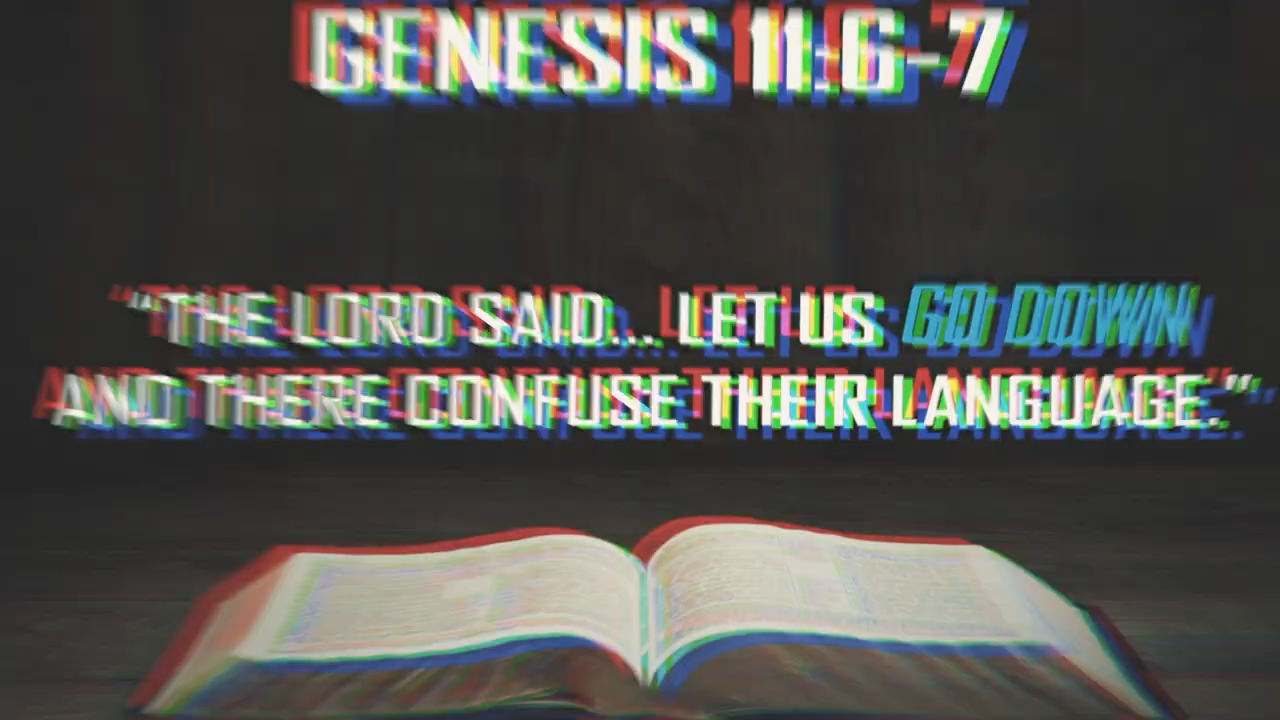 GENESIS 11:6-7
“THE LORD SAID... LET US GO DOWN
AND THERE CONFUSE THEIR LANGUAGE.”